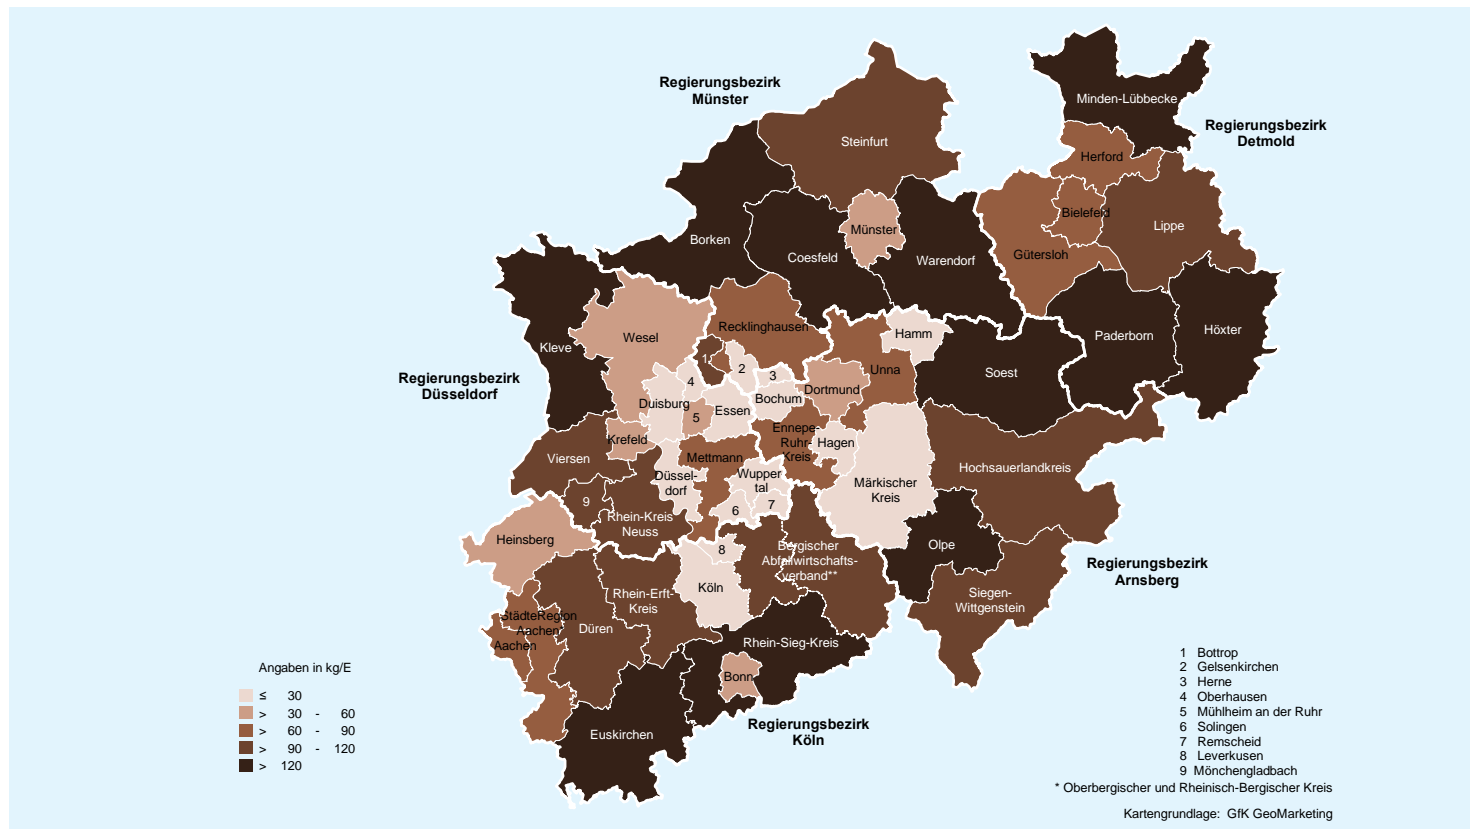 Regierungsbezirk
Münster
Minden-Lübbecke
Regierungsbezirk
Detmold
Steinfurt
Herford
Bielefeld
Lippe
Münster
Borken
Coesfeld
Warendorf
Gütersloh
Recklinghausen
Hamm
Paderborn
Höxter
Wesel
Kleve
1
2
3
4
Unna
Soest
Regierungsbezirk
Düsseldorf
Dortmund
Duisburg
Essen
Bochum
5
Krefeld
Ennepe-
Ruhr-
Kreis
Hagen
Viersen
Mettmann
Hochsauerlandkreis
Düssel-
dorf
Wupper
tal
Märkischer
Kreis
9
6
7
Rhein-Kreis
Neuss
Heinsberg
8
Bergischer
Abfallwirtschafts-
verband**
Olpe
Regierungsbezirk
Arnsberg
Köln
Rhein-Erft-
Kreis
Siegen-
Wittgenstein
StädteRegion
Aachen
Aachen
Düren
Rhein-Sieg-Kreis
Bonn
Regierungsbezirk
Köln
Euskirchen
Angaben in kg/E
≤ 30
> 30 - 60
> 60 - 90
> 90 - 120
> 120
1 Bottrop
2 Gelsenkirchen
3 Herne
4 Oberhausen
5 Mühlheim an der Ruhr
6 Solingen
7 Remscheid
8 Leverkusen
9 Mönchengladbach
* Oberbergischer und Rheinisch-Bergischer Kreis
Kartengrundlage: GfK GeoMarketing